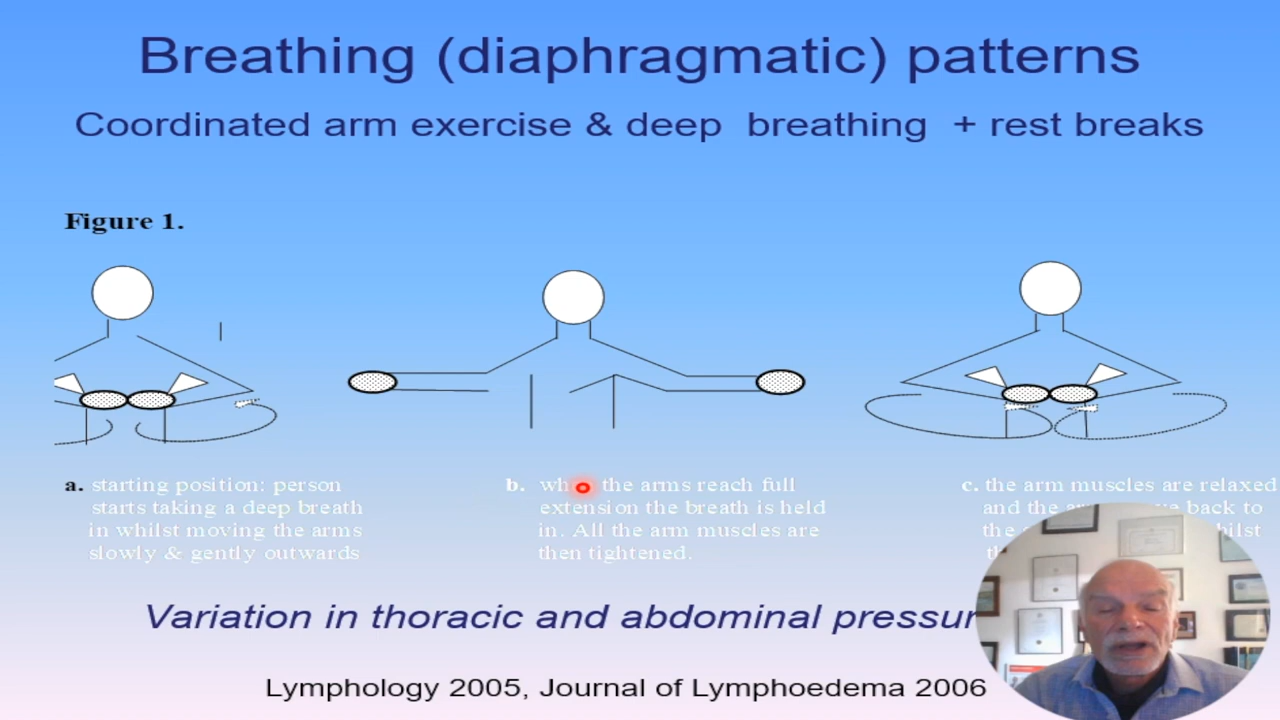 Breathing (diaphragmatic) patterns
Coordinated arm exercise & deep breathing + rest breaks
Figure 1.
a. starting position: person
starts taking a deep breath
in whilst moving the arms
slowly & gently outwards
b. the arms reach full
extension the breath is held
in. All the arm muscles are
then tightened.
c. the arm muscles are relaxed
and the back to
the
Variation in thoracic and abdominal
Lymphology 2005, Journal of Lymphoedema 2006